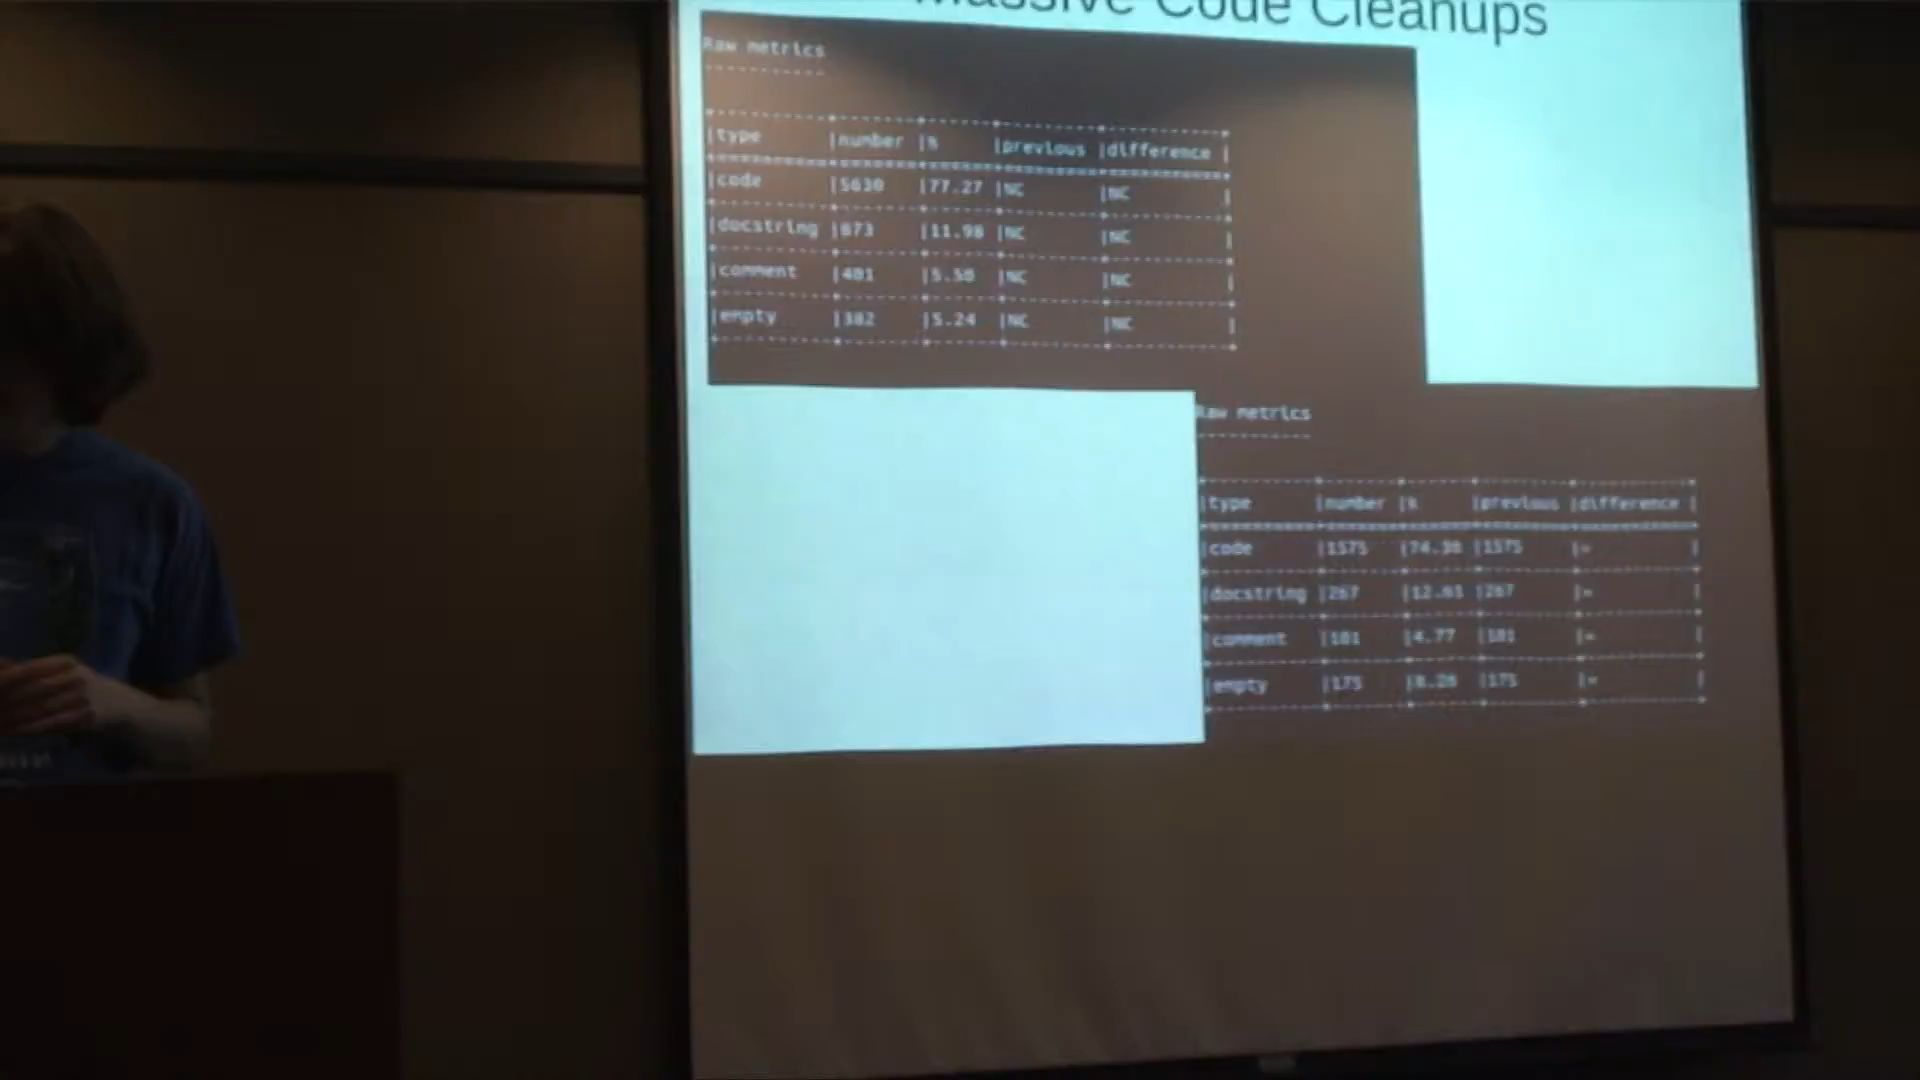 Massive Code Cleanups
Raw metrics
|type |number |% |previous |difference |
|code |5630 |77.27 |NC |NC |
|docstring |873 |11.98 |NC |NC |
|comment |401 |5.50 |NC |NC |
|empty |382 |5.24 |NC |NC |
Raw metrics
|type |number |% |previous |difference |
|code |1575 |74.36 |1575 |= |
|docstring |267 |12.61 |267 |= |
|comment |101 |4.77 |101 |= |
|empty |175 |8.26 |175 |= |